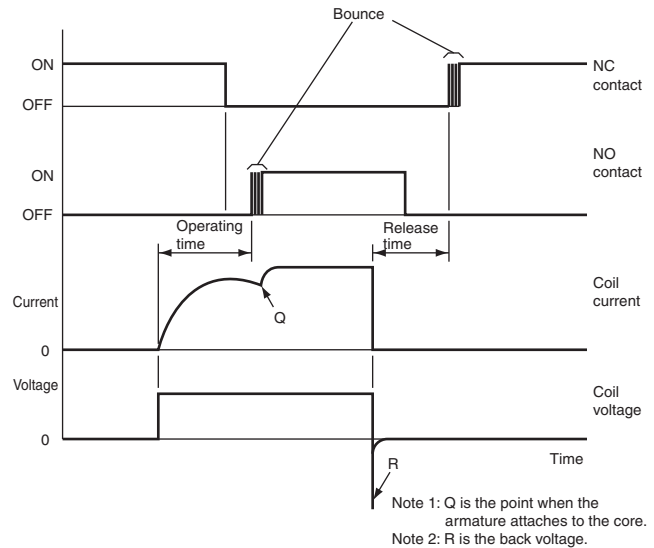 Bounce
ON
OFF
NC
contact
ON
OFF
NO
contact
Operating
time
Release
time
Current
0
Q
Coil
current
Voltage
0
Coil
voltage
R
Time
Note 1: Q is the point when the
armature attaches to the core.
Note 2: R is the back voltage.